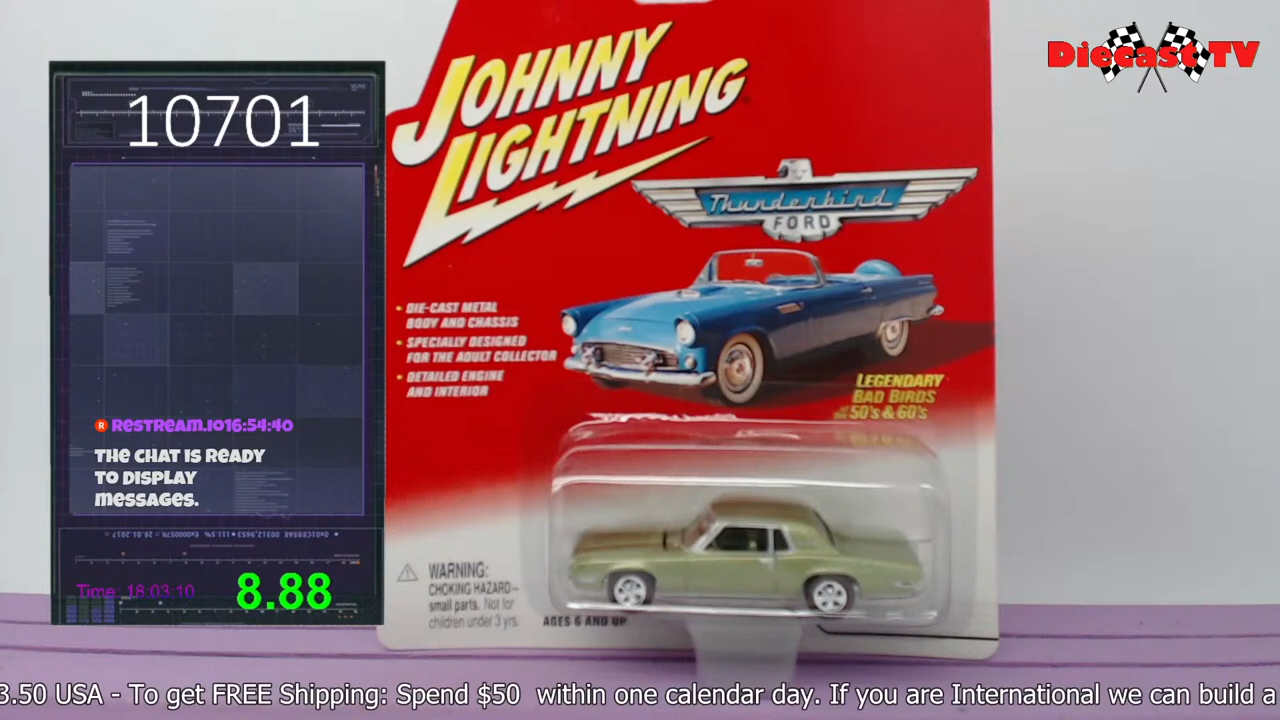 Diecast TV
10701
JOHNNY
LIGHTNING
Thunderbird
FORD
• DIE-CAST METAL
BODY AND CHASSIS
• SPECIALLY DESIGNED
FOR THE ADULT COLLECTOR
• DETAILED ENGINE
AND INTERIOR
LEGENDARY
BAD BIRDS
50's & 60's
RESTREAM.IO16:54:40
THE CHAT IS READY
TO DISPLAY
MESSAGES.
Time: 18:03:10
8.88
WARNING:
CHOKING HAZARD—
small parts. Not for
children under 3 yrs.
AGES 6 AND UP
3.50 USA - To get FREE Shipping: Spend $50 within one calendar day. If you are International we can build a